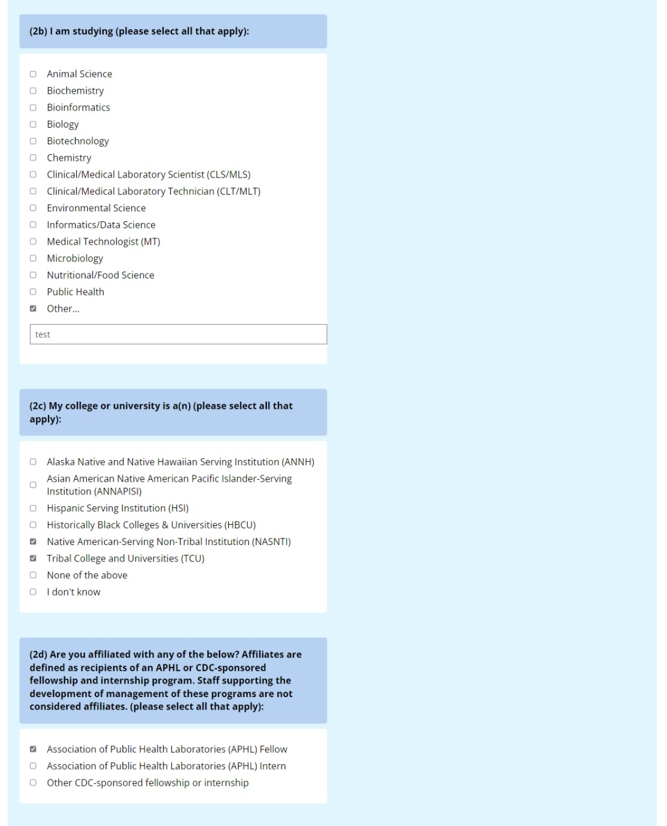 (2b) I am studying (please select all that apply):
Animal Science
Biochemistry
Bioinformatics
Biology
Biotechnology
Chemistry
Clinical/Medical Laboratory Scientist (CLS/MLS)
Clinical/Medical Laboratory Technician (CLT/MLT)
Environmental Science
Informatics/Data Science
Medical Technologist (MT)
Microbiology
Nutritional/Food Science
Public Health
Other...
test
(2c) My college or university is a(n) (please select all that
apply):
Alaska Native and Native Hawaiian Serving Institution (ANNH)
Asian American Native American Pacific Islander-Serving
Institution (ANNAPISI)
Hispanic Serving Institution (HSI)
Historically Black Colleges & Universities (HBCU)
Native American-Serving Non-Tribal Institution (NASNTI)
Tribal College and Universities (TCU)
None of the above
I don't know
(2d) Are you affiliated with any of the below? Affiliates are
defined as recipients of an APHL or CDC-sponsored
fellowship and internship program. Staff supporting the
development of management of these programs are not
considered affiliates. (please select all that apply):
Association of Public Health Laboratories (APHL) Fellow
Association of Public Health Laboratories (APHL) Intern
Other CDC-sponsored fellowship or internship